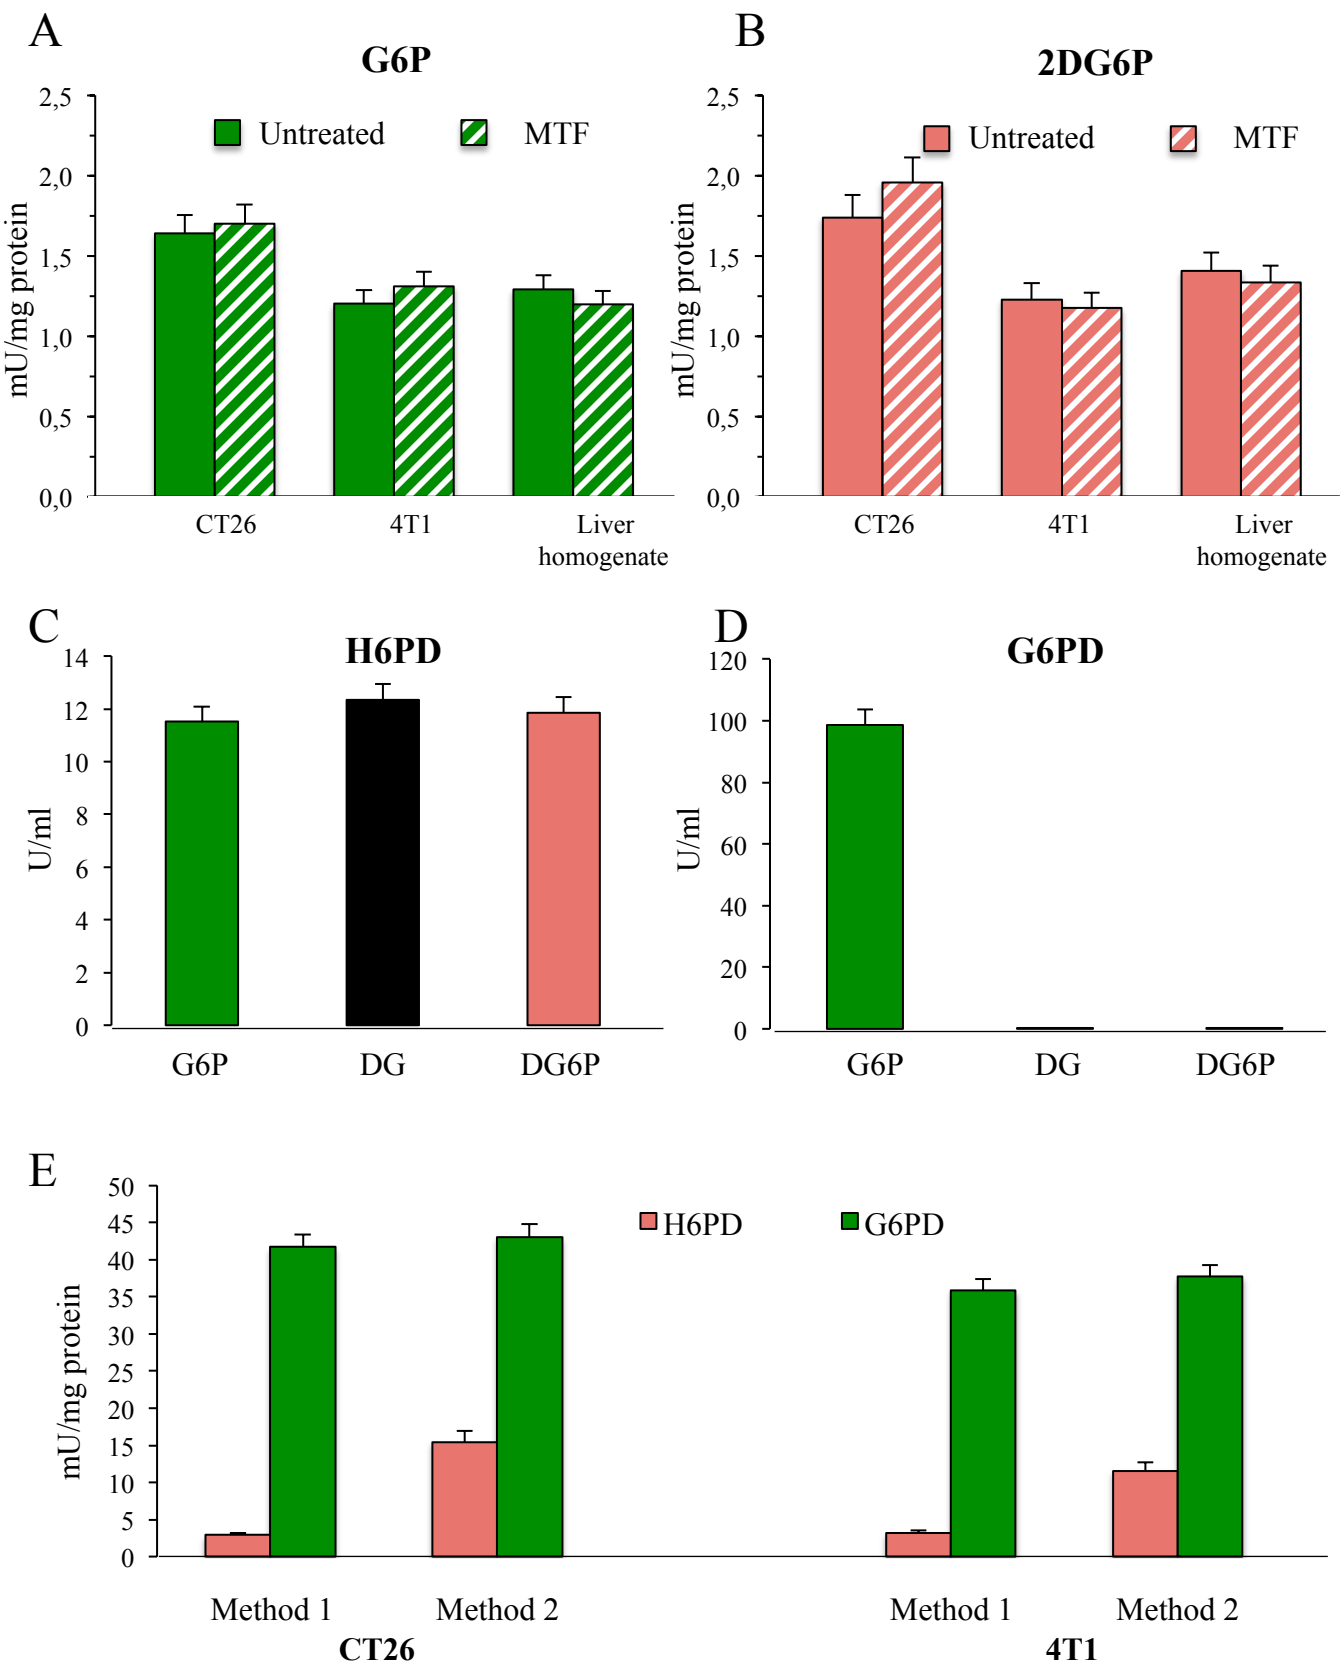 A
G6P
2,5
2,0
1,5
1,0
0,5
0,0
mU/mg protein
Untreated
MTF
CT26
4T1
Liver
homogenate
B
2DG6P
2,5
2,0
1,5
1,0
0,5
0,0
mU/mg protein
Untreated
MTF
CT26
4T1
Liver
homogenate
C
H6PD
14
12
10
8
6
4
2
0
U/ml
G6P
DG
DG6P
D
G6PD
120
100
80
60
40
20
0
U/ml
G6P
DG
DG6P
E
50
45
40
35
30
25
20
15
10
5
0
mU/mg protein
H6PD
G6PD
Method 1
Method 2
Method 1
Method 2
CT26
4T1